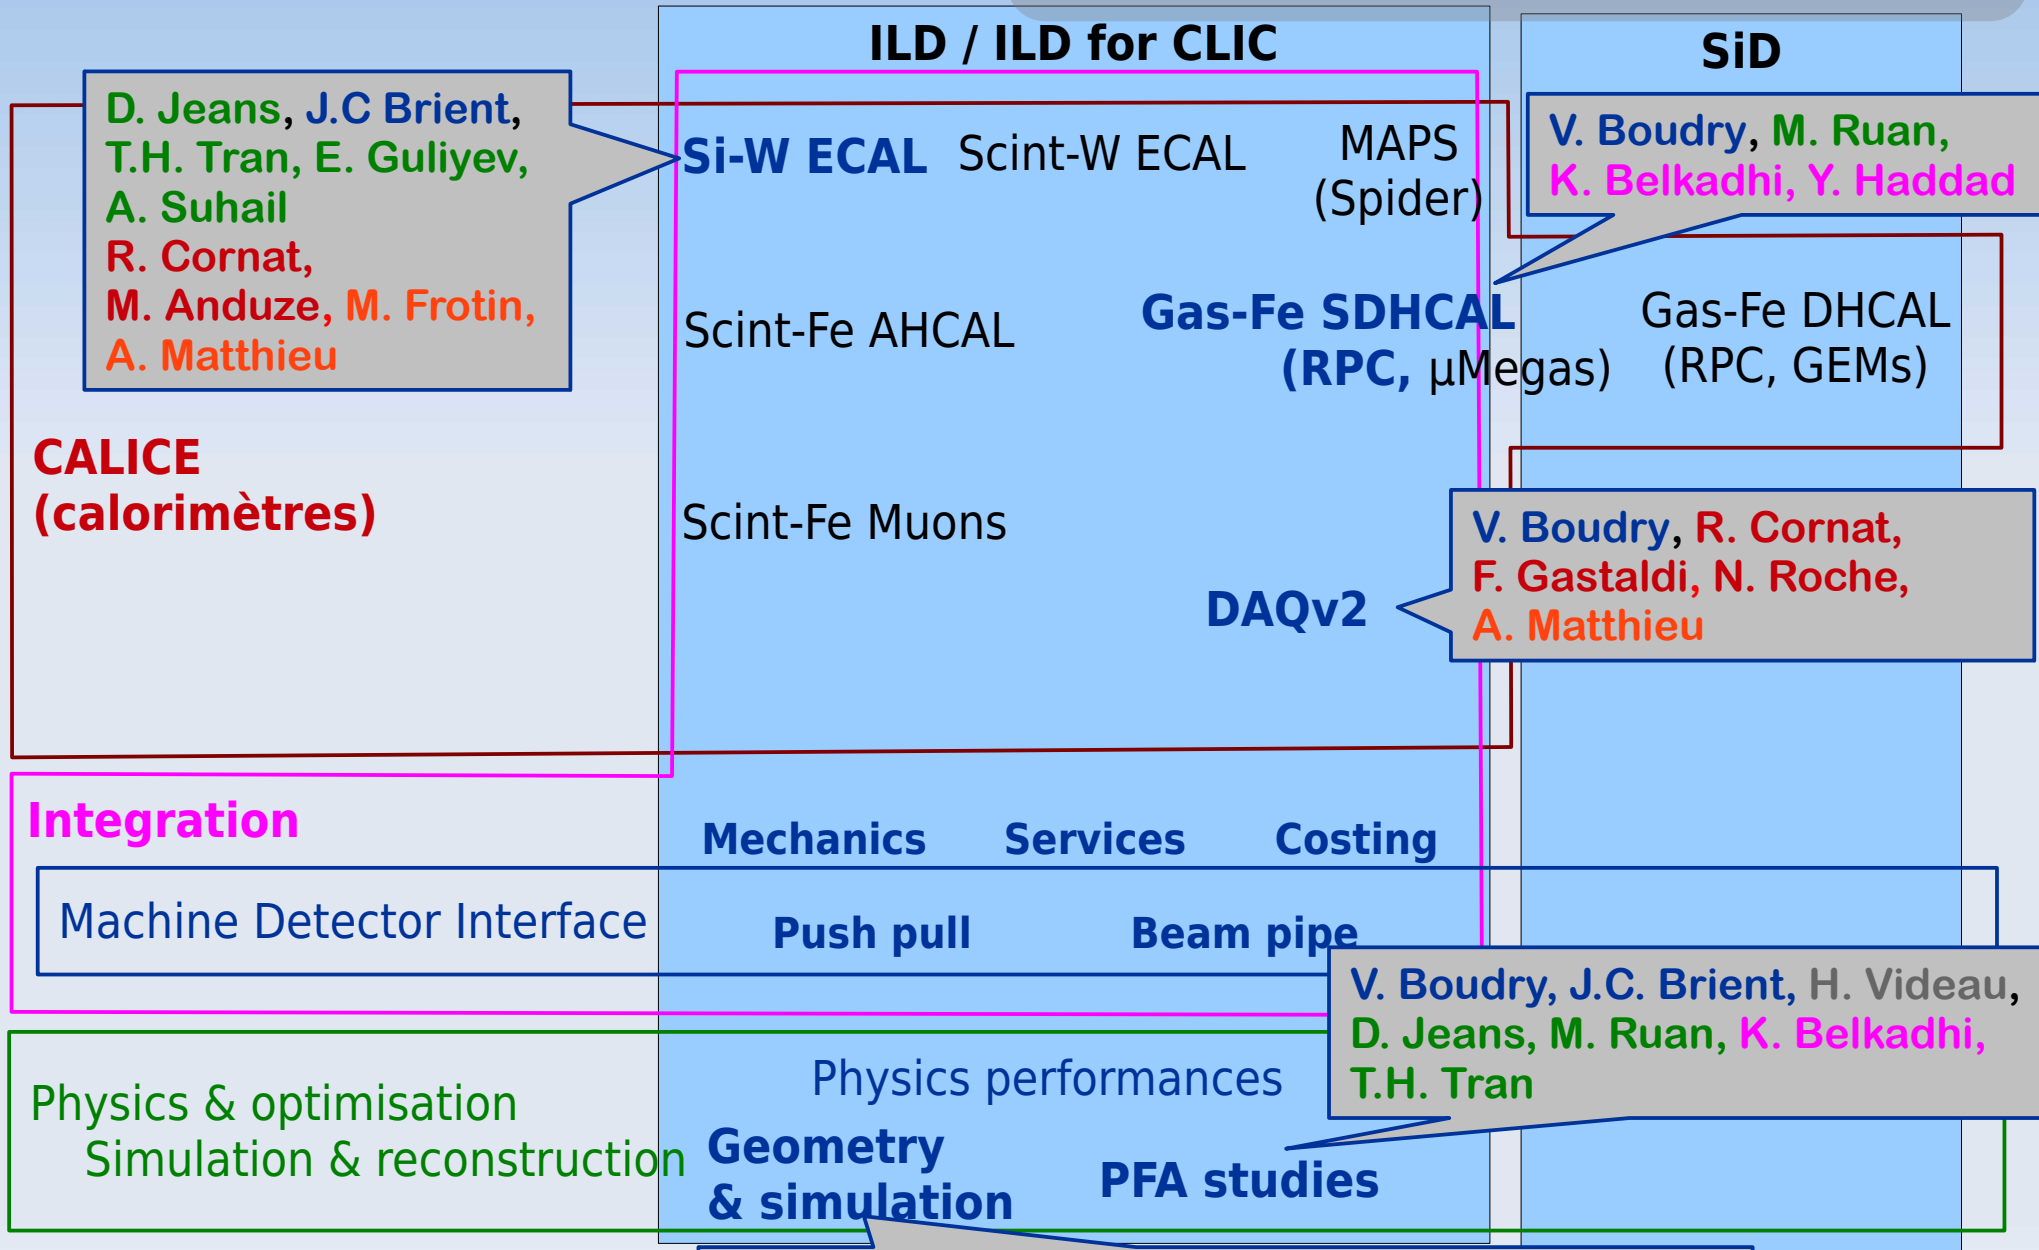 ILD / ILD for CLIC
SiD
D. Jeans, J.C Brient,
T.H. Tran, E. Guliyev,
A. Suhail
R. Cornat,
M. Anduze, M. Frotin,
A. Matthieu
Si-W ECAL
Scint-W ECAL
MAPS
(Spider)
V. Boudry, M. Ruan,
K. Belkadhi, Y. Haddad
Scint-Fe AHCAL
Gas-Fe SDHCAL
(RPC, µMegas)
Gas-Fe DHCAL
(RPC, GEMs)
CALICE
(calorimètres)
Scint-Fe Muons
DAQv2
V. Boudry, R. Cornat,
F. Gastaldi, N. Roche,
A. Matthieu
Integration
Mechanics
Services
Costing
Machine Detector Interface
Push pull
Beam pipe
V. Boudry, J.C. Brient, H. Videau,
D. Jeans, M. Ruan, K. Belkadhi,
T.H. Tran
Physics & optimisation
Simulation & reconstruction
Physics performances
Geometry
& simulation
PFA studies